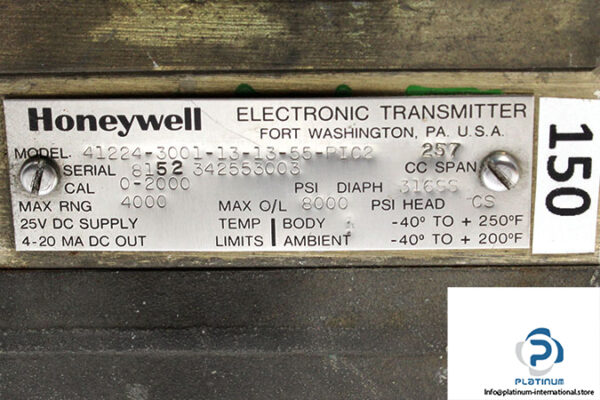 Honeywell ELECTRONIC TRANSMITTER
FORT WASHINGTON, PA. U.S.A.
MODEL. 41224-3001-13-13-55-PIC2 257
SERIAL 8152 342553003 CC SPAN
CAL 0-2000 PSI DIAPH 316SS
MAX RNG 4000 MAX O/L 8000 PSI HEAD CS
25V DC SUPPLY TEMP BODY -40° TO + 250°F
4-20 MA DC OUT LIMITS AMBIENT -40° TO + 200°F
150
PLATINUM
Info@platinum-international.store